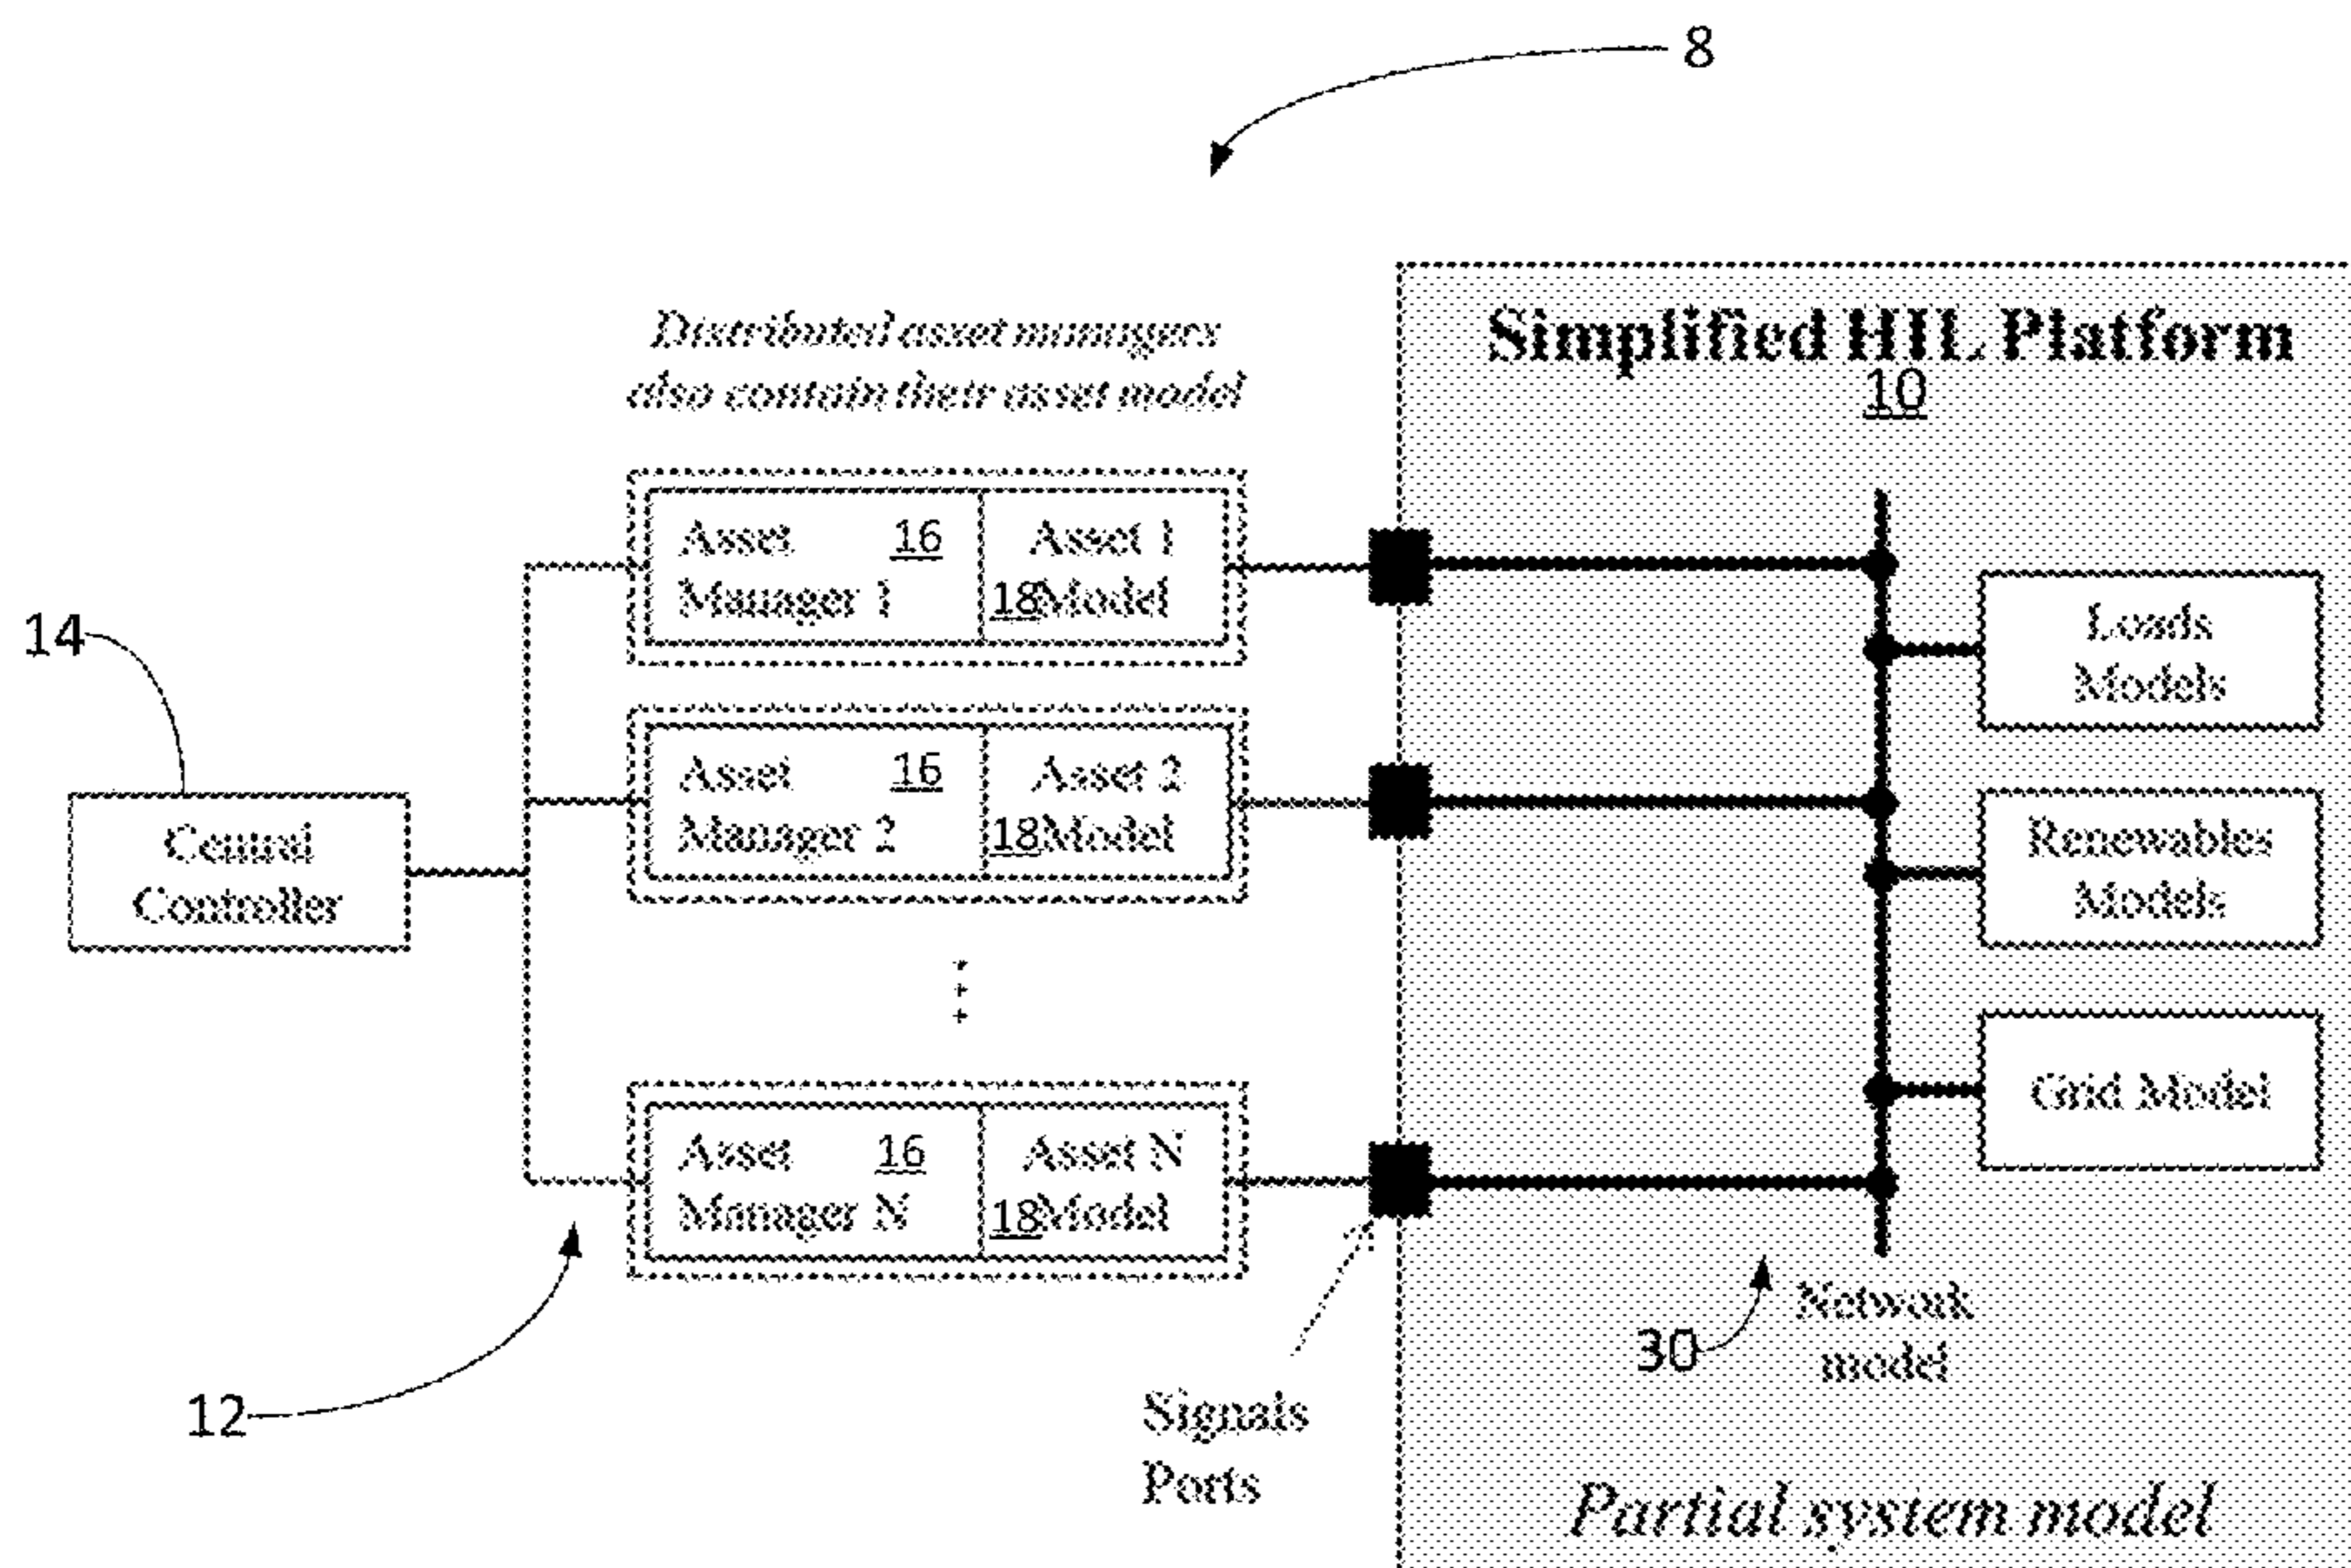 8
Distributed asset managers
also contain their asset model
Simplified HIL Platform
10
Asset 16
Manager 1
Asset 1
18 Model
Loads
Models
14
Asset 16
Manager 2
Asset 2
18 Model
Central
Controller
Renewables
Models
Grid Model
Asset 16
Manager N
Asset N
18 Model
12
30
Network
model
Signals
Ports
Partial system model